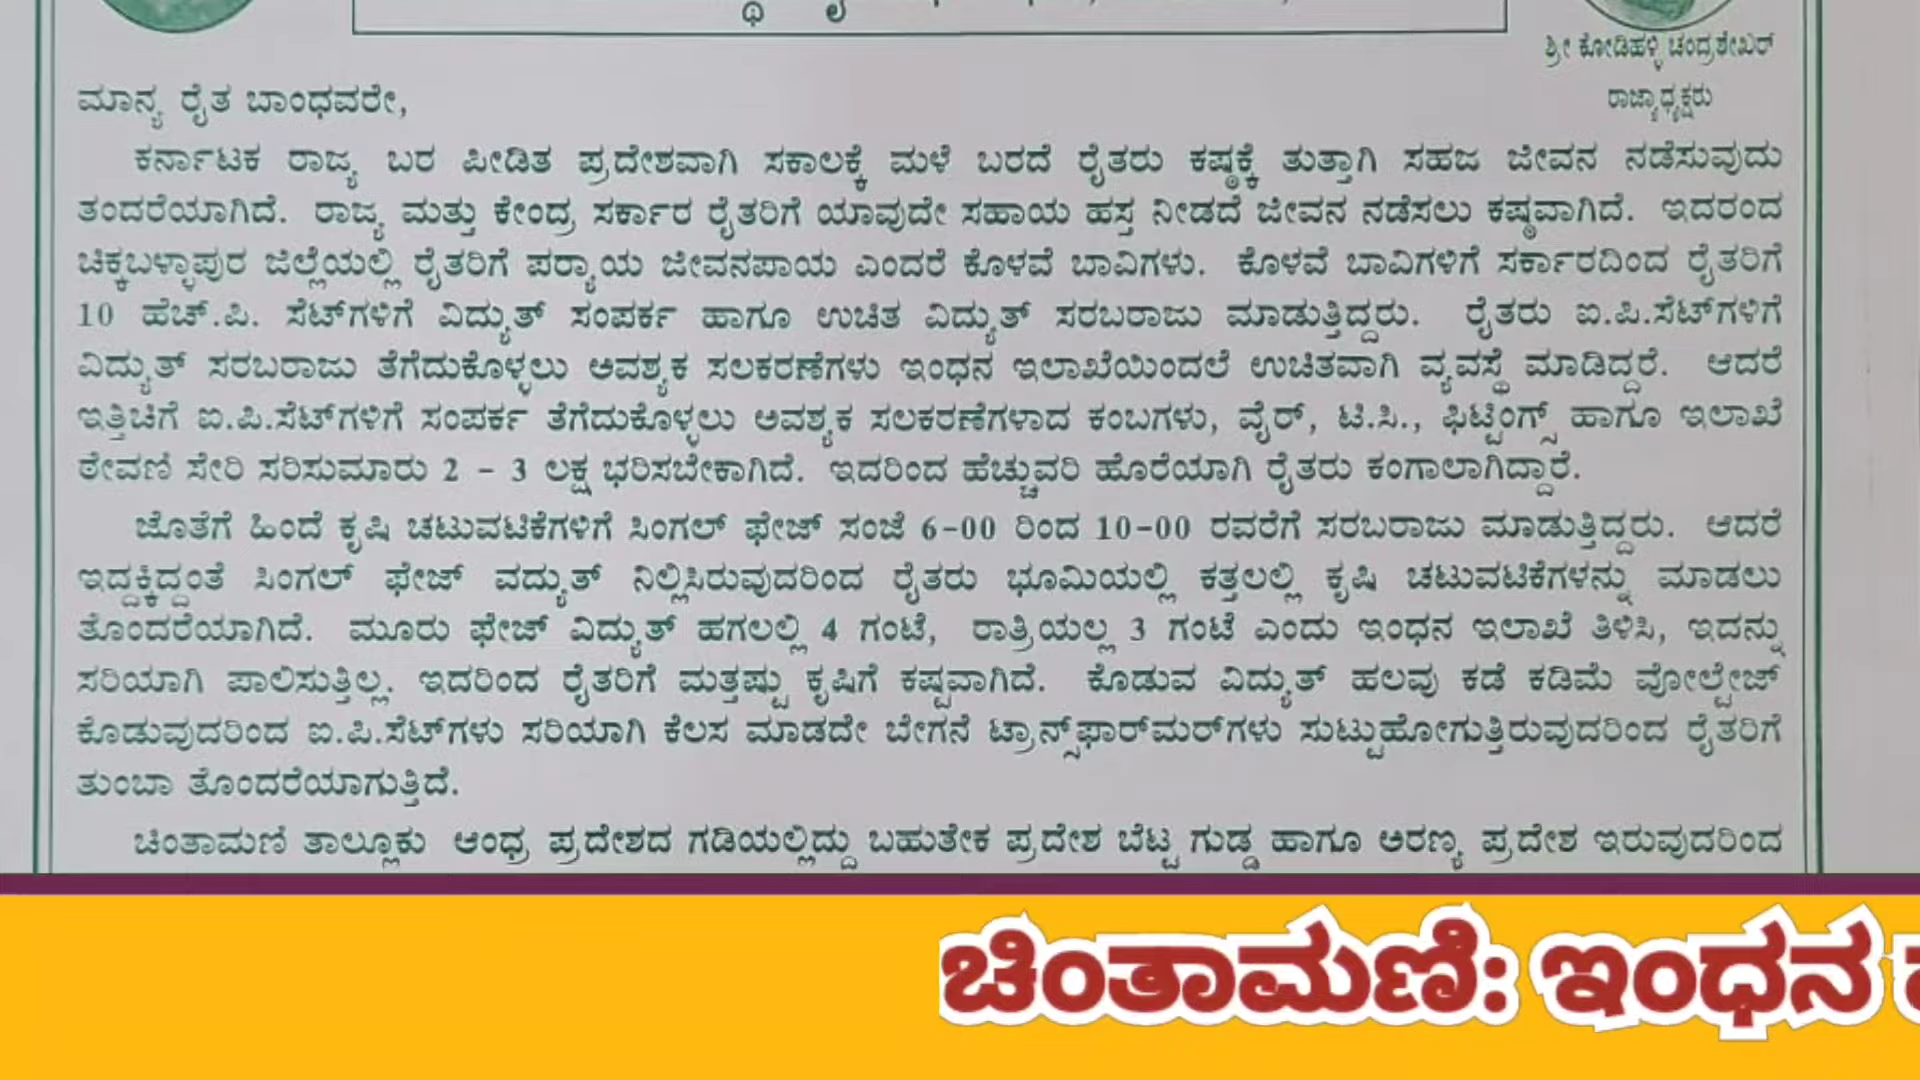 ಶ್ರೀ ಕೋಡಿಹಳ್ಳಿ ಚಂದ್ರಶೇಖರ್
ರಾಜ್ಯಾಧ್ಯಕ್ಷರು
ಮಾನ್ಯ ರೈತ ಬಾಂಧವರೇ,
ಕರ್ನಾಟಕ ರಾಜ್ಯ ಬರ ಪೀಡಿತ ಪ್ರದೇಶವಾಗಿ ಸಕಾಲಕ್ಕೆ ಮಳೆ ಬರದೆ ರೈತರು ಕಷ್ಠಕ್ಕೆ ತುತ್ತಾಗಿ ಸಹಜ ಜೀವನ ನಡೆಸುವುದು
ತಂದರೆಯಾಗಿದೆ. ರಾಜ್ಯ ಮತ್ತು ಕೇಂದ್ರ ಸರ್ಕಾರ ರೈತರಿಗೆ ಯಾವುದೇ ಸಹಾಯ ಹಸ್ತ ನೀಡದೆ ಜೀವನ ನಡೆಸಲು ಕಷ್ಠವಾಗಿದೆ. ಇದರಂದ
ಚಿಕ್ಕಬಳ್ಳಾಪುರ ಜಿಲ್ಲೆಯಲ್ಲಿ ರೈತರಿಗೆ ಪರ‍್ಯಾಯ ಜೀವನಪಾಯ ಎಂದರೆ ಕೊಳವೆ ಬಾವಿಗಳು. ಕೊಳವೆ ಬಾವಿಗಳಿಗೆ ಸರ್ಕಾರದಿಂದ ರೈತರಿಗೆ
10 ಹೆಚ್.ಪಿ. ಸೆಟ್‌ಗಳಿಗೆ ವಿದ್ಯುತ್ ಸಂಪರ್ಕ ಹಾಗೂ ಉಚಿತ ವಿದ್ಯುತ್ ಸರಬರಾಜು ಮಾಡುತ್ತಿದ್ದರು. ರೈತರು ಐ.ಪಿ.ಸೆಟ್‌ಗಳಿಗೆ
ವಿದ್ಯುತ್ ಸರಬರಾಜು ತೆಗೆದುಕೊಳ್ಳಲು ಅವಶ್ಯಕ ಸಲಕರಣೆಗಳು ಇಂಧನ ಇಲಾಖೆಯಿಂದಲೆ ಉಚಿತವಾಗಿ ವ್ಯವಸ್ಥೆ ಮಾಡಿದ್ದರೆ. ಆದರೆ
ಇತ್ತಿಚಿಗೆ ಐ.ಪಿ.ಸೆಟ್‌ಗಳಿಗೆ ಸಂಪರ್ಕ ತೆಗೆದುಕೊಳ್ಳಲು ಅವಶ್ಯಕ ಸಲಕರಣೆಗಳಾದ ಕಂಬಗಳು, ವೈರ್, ಟಿ.ಸಿ., ಫಿಟ್ಟಿಂಗ್ಸ್ ಹಾಗೂ ಇಲಾಖೆ
ಠೇವಣಿ ಸೇರಿ ಸರಿಸುಮಾರು 2 - 3 ಲಕ್ಷ ಭರಿಸಬೇಕಾಗಿದೆ. ಇದರಿಂದ ಹೆಚ್ಚುವರಿ ಹೊರೆಯಾಗಿ ರೈತರು ಕಂಗಾಲಾಗಿದ್ದಾರೆ.
ಜೊತೆಗೆ ಹಿಂದೆ ಕೃಷಿ ಚಟುವಟಿಕೆಗಳಿಗೆ ಸಿಂಗಲ್ ಫೇಜ್ ಸಂಜೆ 6-00 ರಿಂದ 10-00 ರವರೆಗೆ ಸರಬರಾಜು ಮಾಡುತ್ತಿದ್ದರು. ಆದರೆ
ಇದ್ದಕ್ಕಿದ್ದಂತೆ ಸಿಂಗಲ್ ಫೇಜ್ ವದ್ಯುತ್ ನಿಲ್ಲಿಸಿರುವುದರಿಂದ ರೈತರು ಭೂಮಿಯಲ್ಲಿ ಕತ್ತಲಲ್ಲಿ ಕೃಷಿ ಚಟುವಟಿಕೆಗಳನ್ನು ಮಾಡಲು
ತೊಂದರೆಯಾಗಿದೆ. ಮೂರು ಫೇಜ್ ವಿದ್ಯುತ್ ಹಗಲಲ್ಲಿ 4 ಗಂಟೆ, ರಾತ್ರಿಯಲ್ಲ 3 ಗಂಟೆ ಎಂದು ಇಂಧನ ಇಲಾಖೆ ತಿಳಿಸಿ, ಇದನ್ನು
ಸರಿಯಾಗಿ ಪಾಲಿಸುತ್ತಿಲ್ಲ. ಇದರಿಂದ ರೈತರಿಗೆ ಮತ್ತಷ್ಟು ಕೃಷಿಗೆ ಕಷ್ಟವಾಗಿದೆ. ಕೊಡುವ ವಿದ್ಯುತ್ ಹಲವು ಕಡೆ ಕಡಿಮೆ ವೋಲ್ಟೇಜ್
ಕೊಡುವುದರಿಂದ ಐ.ಪಿ.ಸೆಟ್‌ಗಳು ಸರಿಯಾಗಿ ಕೆಲಸ ಮಾಡದೇ ಬೇಗನೆ ಟ್ರಾನ್ಸ್‌ಫಾರ್‌ಮರ್‌ಗಳು ಸುಟ್ಟುಹೋಗುತ್ತಿರುವುದರಿಂದ ರೈತರಿಗೆ
ತುಂಬಾ ತೊಂದರೆಯಾಗುತ್ತಿದೆ.
ಚಿಂತಾಮಣಿ ತಾಲ್ಲೂಕು ಆಂಧ್ರ ಪ್ರದೇಶದ ಗಡಿಯಲ್ಲಿದ್ದು ಬಹುತೇಕ ಪ್ರದೇಶ ಬೆಟ್ಟ ಗುಡ್ಡ ಹಾಗೂ ಅರಣ್ಯ ಪ್ರದೇಶ ಇರುವುದರಿಂದ
ಚಿಂತಾಮಣಿ: ಇಂಧನ